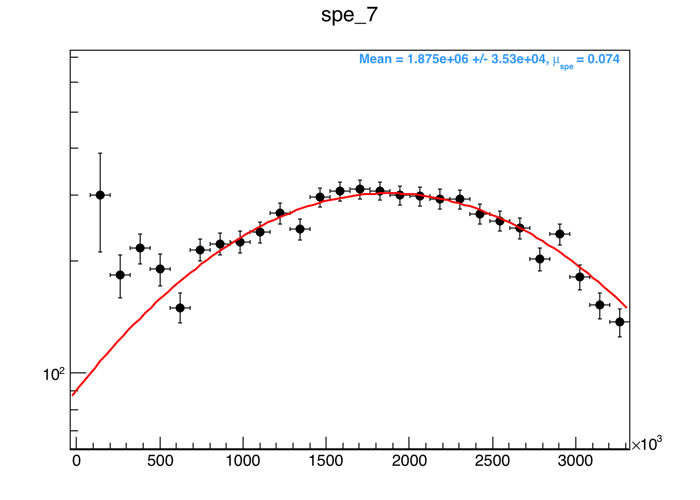 spe_7
Mean = 1.875e+06 +/- 3.53e+04, μspe = 0.074
10²
0 500 1000 1500 2000 2500 3000 ×10³